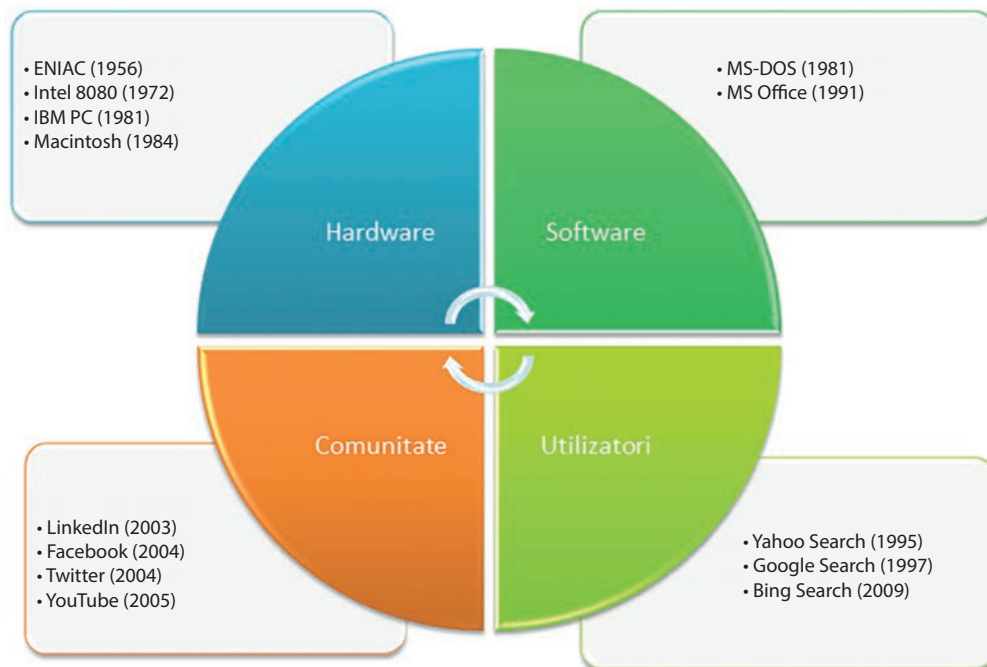 • ENIAC (1956)
• Intel 8080 (1972)
• IBM PC (1981)
• Macintosh (1984)
• MS-DOS (1981)
• MS Office (1991)
Hardware
Software
Comunitate
Utilizatori
• LinkedIn (2003)
• Facebook (2004)
• Twitter (2004)
• YouTube (2005)
• Yahoo Search (1995)
• Google Search (1997)
• Bing Search (2009)